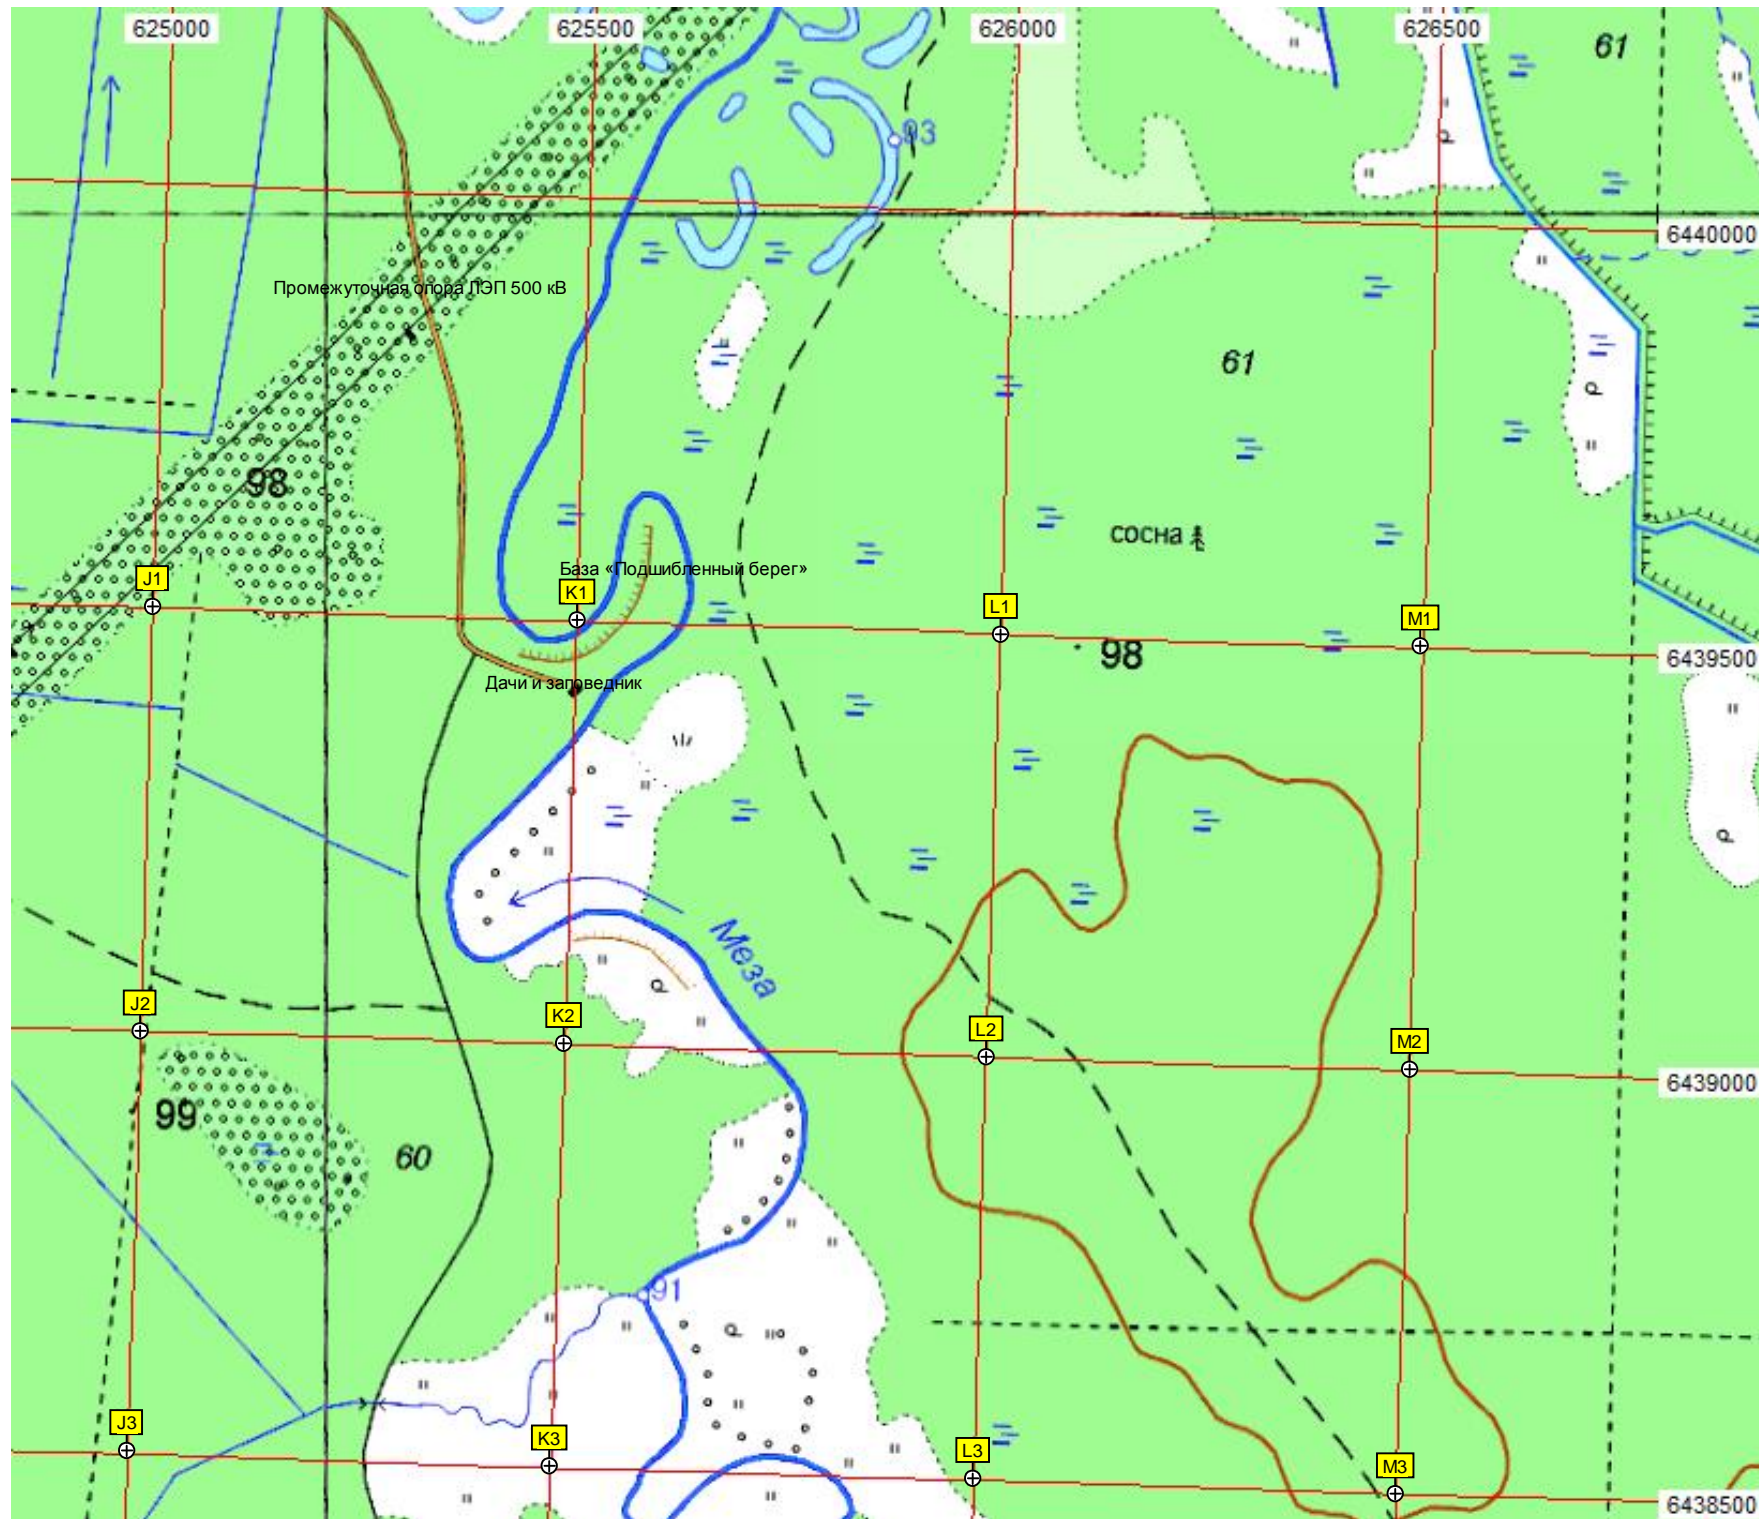 625000
625500
626000
626500
61
93
6440000
Промежуточная опора ЛЭП 500 кВ
61
98
сосна
База «Подшибленный берег»
J1
K1
L1
M1
98
6439500
Дачи и заповедник
Меза
J2
K2
L2
M2
6439000
99
60
91
J3
K3
L3
M3
6438500